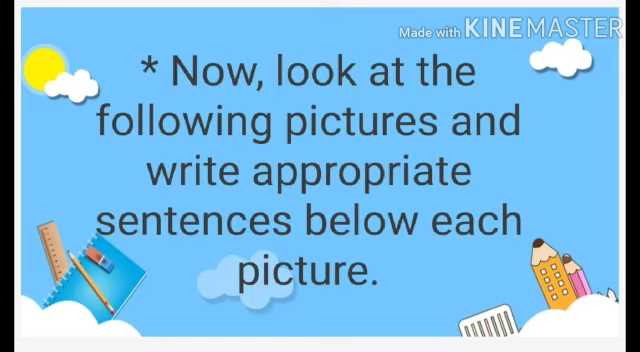 Made with KINEMASTER
* Now, look at the
following pictures and
write appropriate
sentences below each
picture.